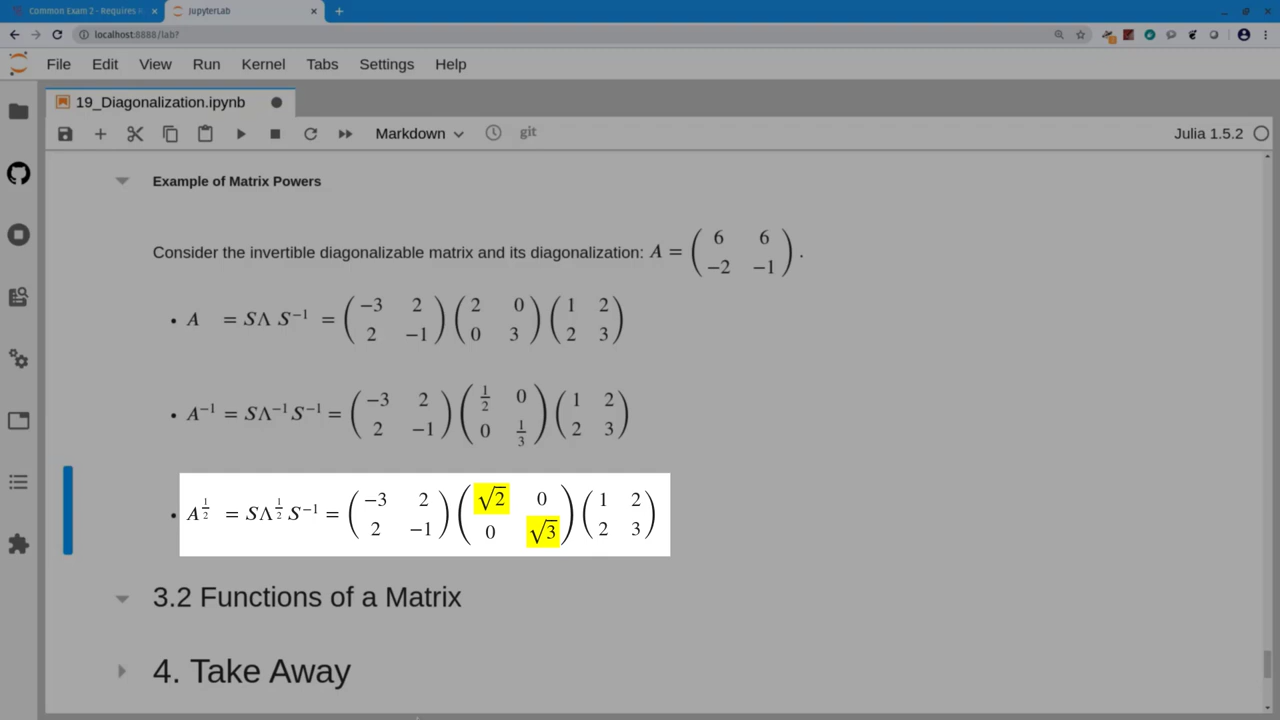 Common Exam 2 - Requires R
JupyterLab
localhost:8888/lab?
File Edit View Run Kernel Tabs Settings Help
19_Diagonalization.ipynb
Markdown git Julia 1.5.2
Example of Matrix Powers
Consider the invertible diagonalizable matrix and its diagonalization: A = ( 6 6 −2 −1 ) .
• A = SΛ S⁻¹ = ( −3 2 2 −1 ) ( 2 0 0 3 ) ( 1 2 2 3 )
• A⁻¹ = SΛ⁻¹S⁻¹ = ( −3 2 2 −1 ) ( 1/2 0 0 1/3 ) ( 1 2 2 3 )
• A^1/2 = SΛ^1/2 S⁻¹ = ( −3 2 2 −1 ) ( √2 0 0 √3 ) ( 1 2 2 3 )
3.2 Functions of a Matrix
4. Take Away